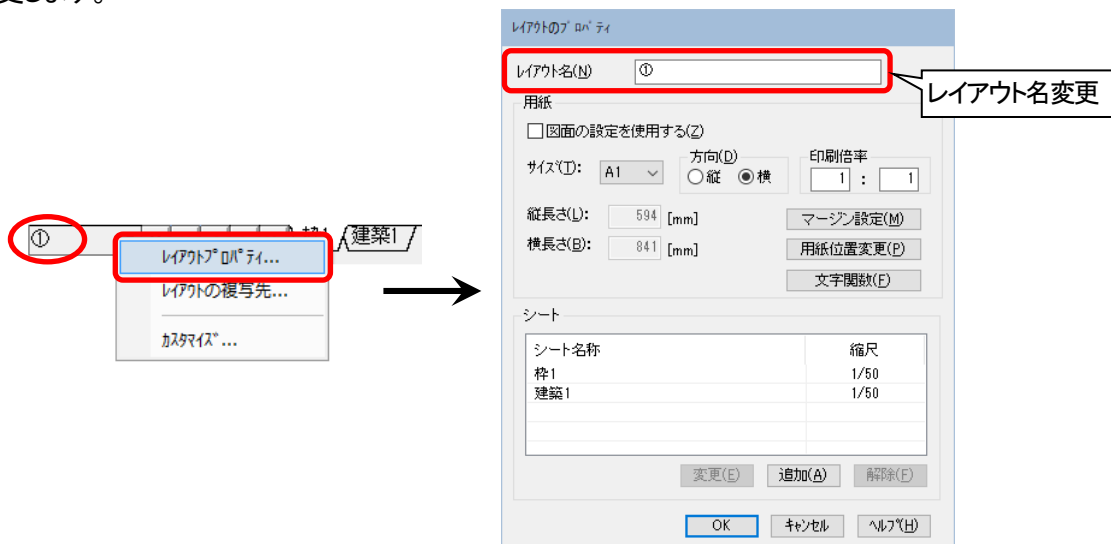 更します。
レイアウトのプロパティ
レイアウト名(N) ①
レイアウト名変更
用紙
図面の設定を使用する(Z)
サイズ(T): A1
方向(D)
縦 横
印刷倍率
1 : 1
縦長さ(L): 594 [mm]
横長さ(B): 841 [mm]
マージン設定(M)
用紙位置変更(P)
文字関数(F)
シート
シート名称 縮尺
枠1 1/50
建築1 1/50
変更(E) 追加(A) 解除(F)
OK キャンセル ヘルプ(H)
① 枠1 建築1
レイアウトプロパティ...
レイアウトの複写先...
カスタマイズ...